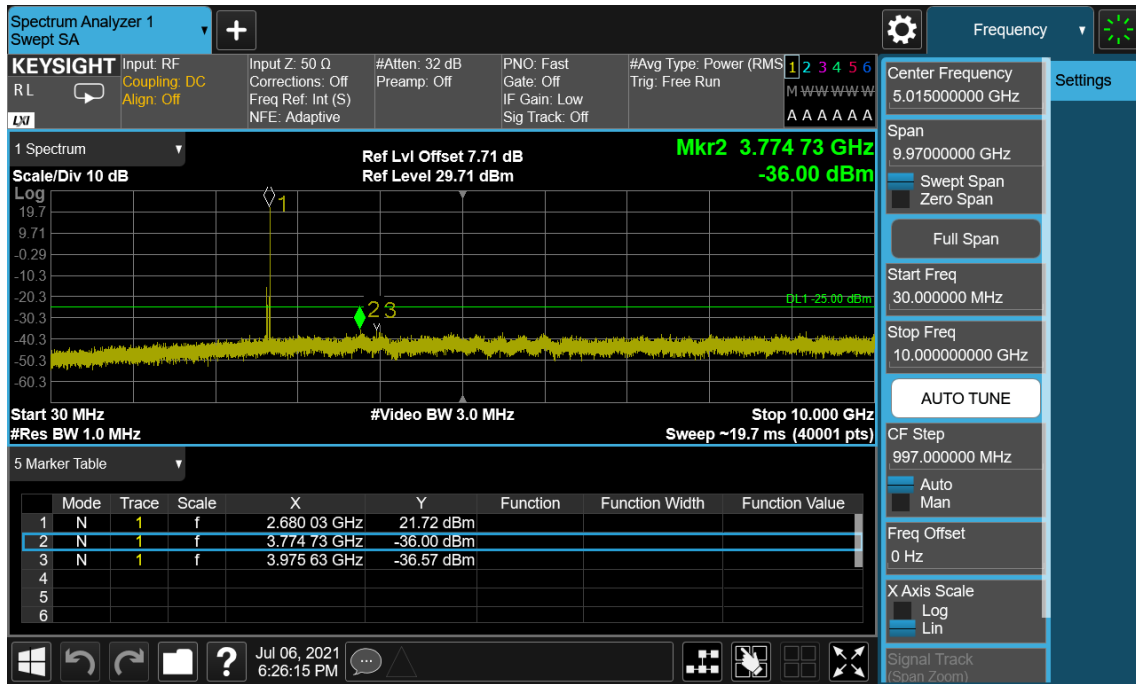 Spectrum Analyzer 1
Swept SA
Frequency
KEYSIGHT
R L
LXI
Input: RF
Coupling: DC
Align: Off
Input Z: 50 Ω
Corrections: Off
Freq Ref: Int (S)
NFE: Adaptive
#Atten: 32 dB
Preamp: Off
PNO: Fast
Gate: Off
IF Gain: Low
Sig Track: Off
#Avg Type: Power (RMS
Trig: Free Run
1 2 3 4 5 6
M W W W W W
A A A A A A
1 Spectrum
Scale/Div 10 dB
Ref Lvl Offset 7.71 dB
Ref Level 29.71 dBm
Mkr2 3.774 73 GHz
-36.00 dBm
Log
19.7
9.71
-0.29
-10.3
-20.3
-30.3
-40.3
-50.3
-60.3
1
2 3
DL1 -25.00 dBm
Start 30 MHz
#Video BW 3.0 MHz
Stop 10.000 GHz
#Res BW 1.0 MHz
Sweep ~19.7 ms (40001 pts)
5 Marker Table
Mode Trace Scale X Y Function Function Width Function Value
1 N 1 f 2.680 03 GHz 21.72 dBm
2 N 1 f 3.774 73 GHz -36.00 dBm
3 N 1 f 3.975 63 GHz -36.57 dBm
4
5
6
Jul 06, 2021
6:26:15 PM
Center Frequency
5.015000000 GHz
Settings
Span
9.97000000 GHz
Swept Span
Zero Span
Full Span
Start Freq
30.000000 MHz
Stop Freq
10.000000000 GHz
AUTO TUNE
CF Step
997.000000 MHz
Auto
Man
Freq Offset
0 Hz
X Axis Scale
Log
Lin
Signal Track
(Span Zoom)